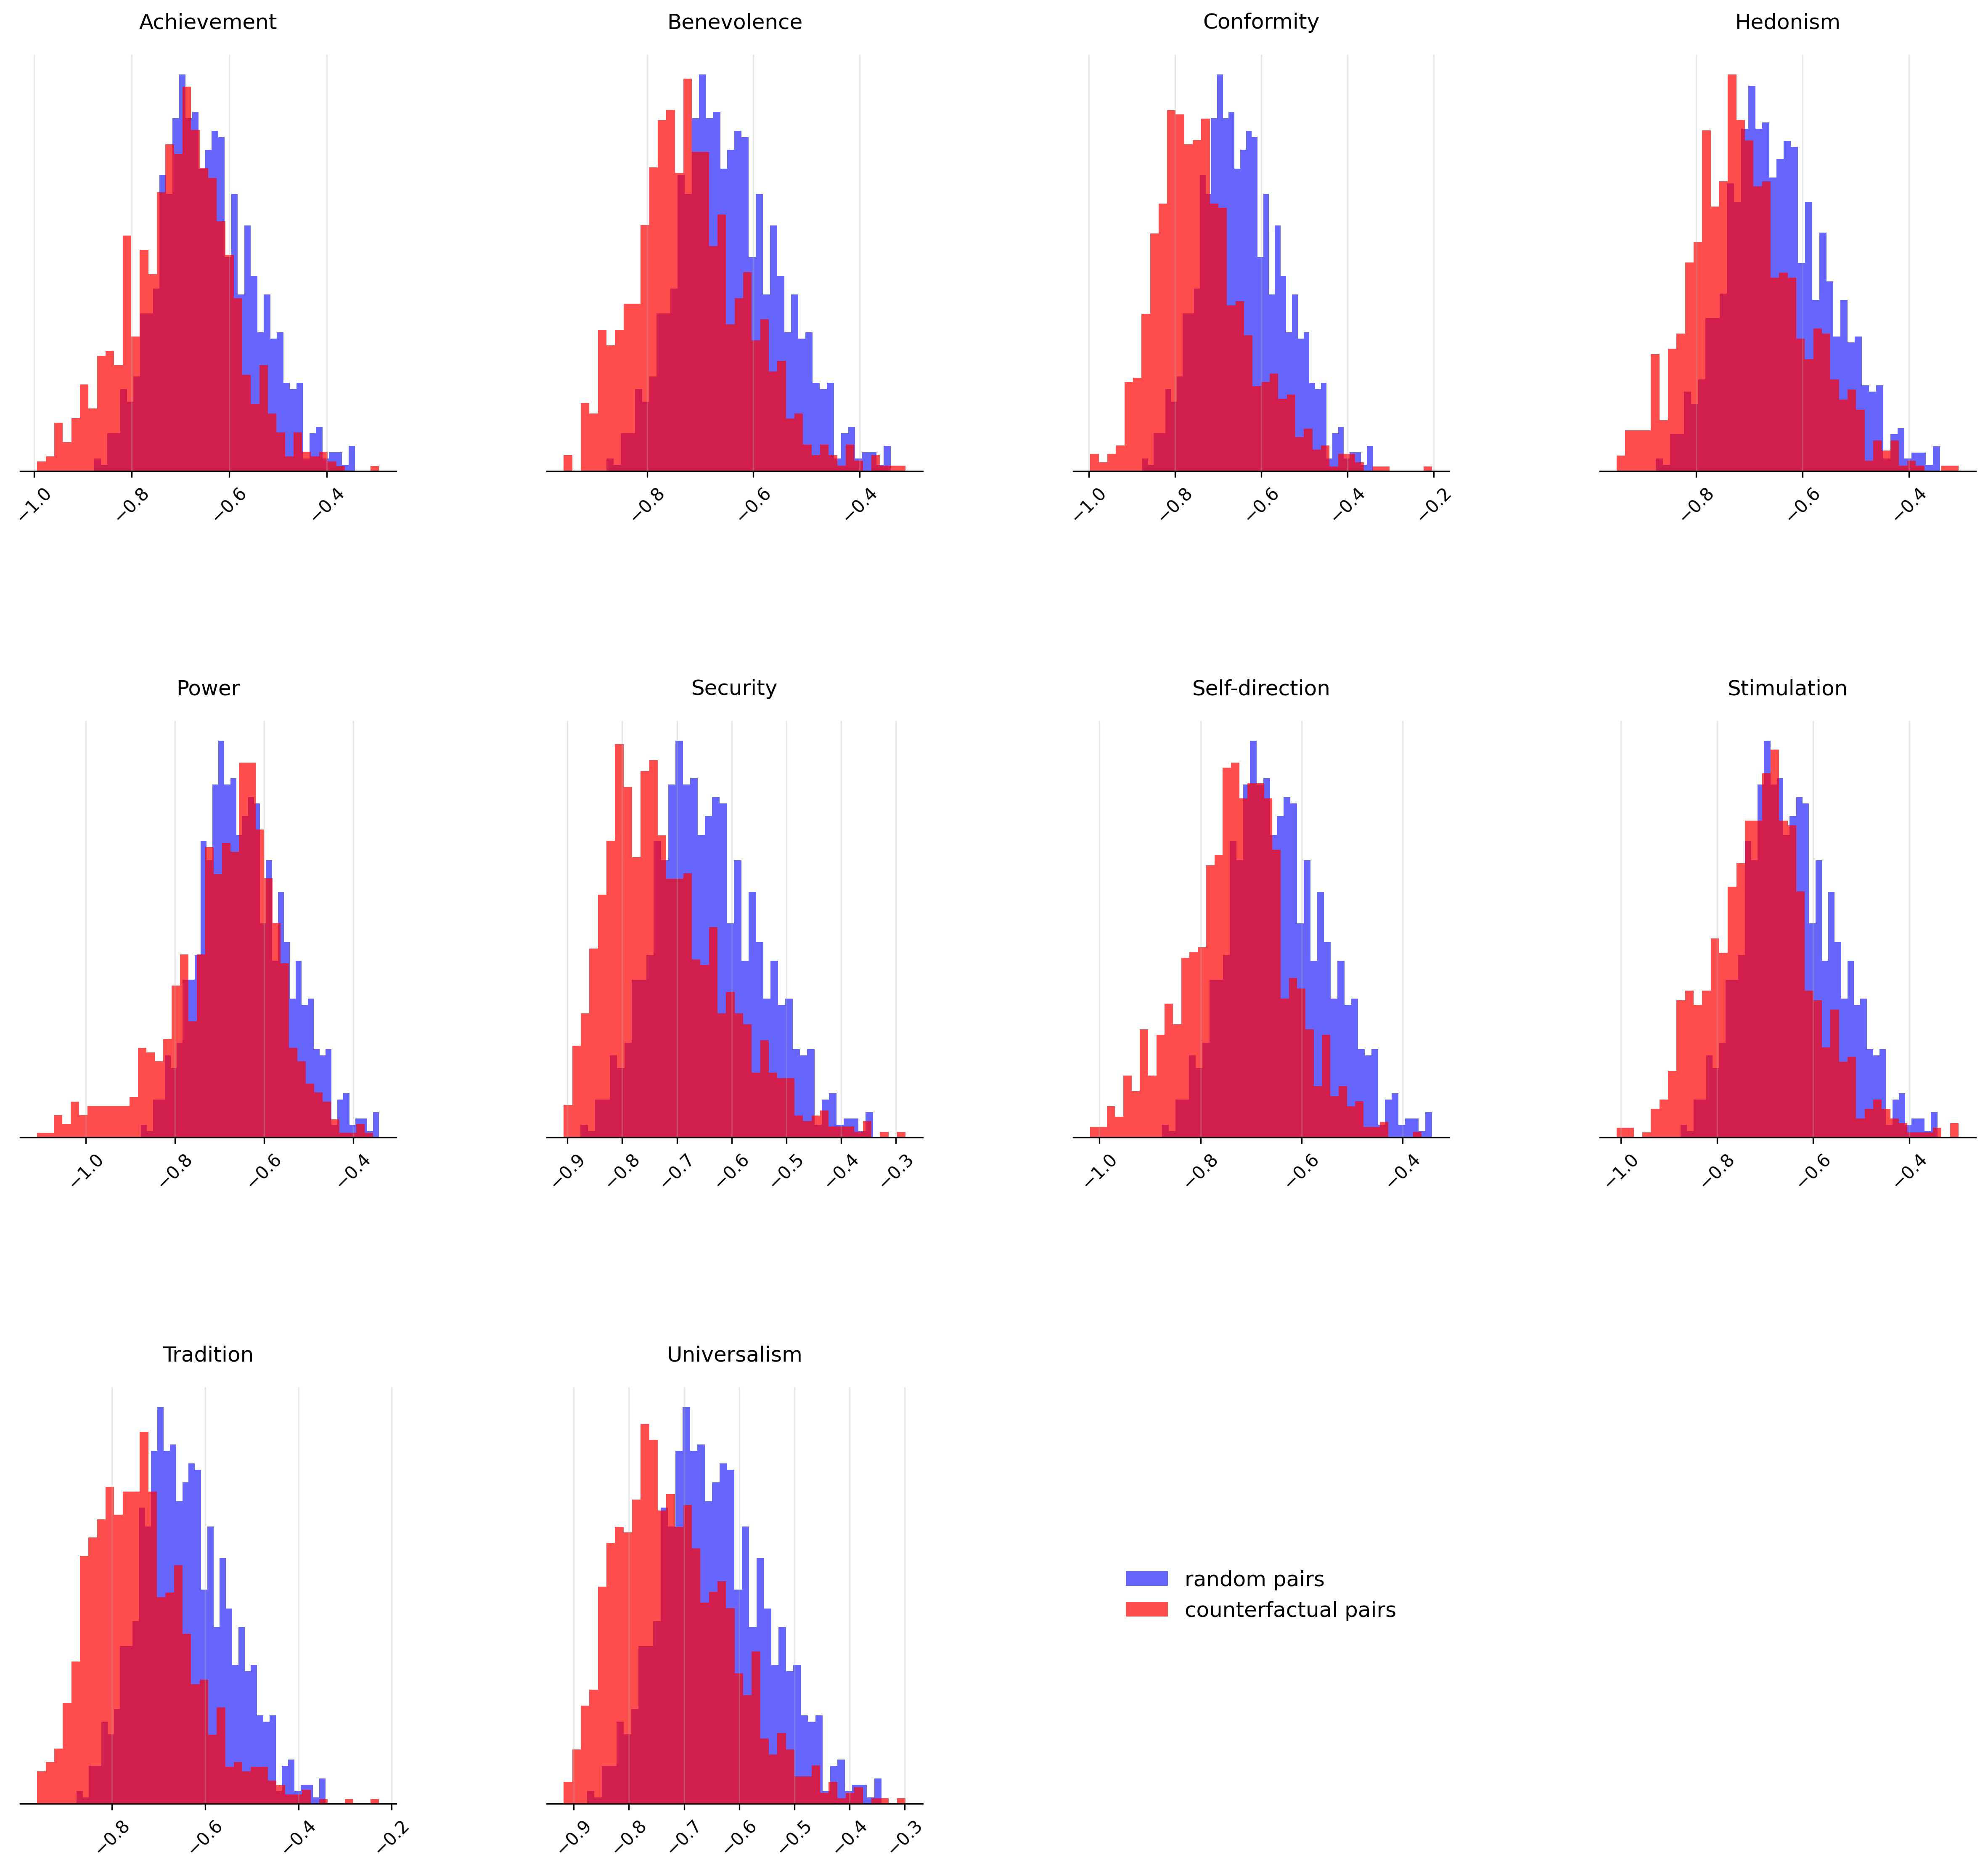 Achievement
Benevolence
Conformity
Hedonism
−1.0 −0.8 −0.6 −0.4
−0.8 −0.6 −0.4
−1.0 −0.8 −0.6 −0.4 −0.2
−0.8 −0.6 −0.4
Power
Security
Self-direction
Stimulation
−1.0 −0.8 −0.6 −0.4
−0.9 −0.8 −0.7 −0.6 −0.5 −0.4 −0.3
−1.0 −0.8 −0.6 −0.4
−1.0 −0.8 −0.6 −0.4
Tradition
Universalism
−0.8 −0.6 −0.4 −0.2
−0.9 −0.8 −0.7 −0.6 −0.5 −0.4 −0.3
random pairs
counterfactual pairs